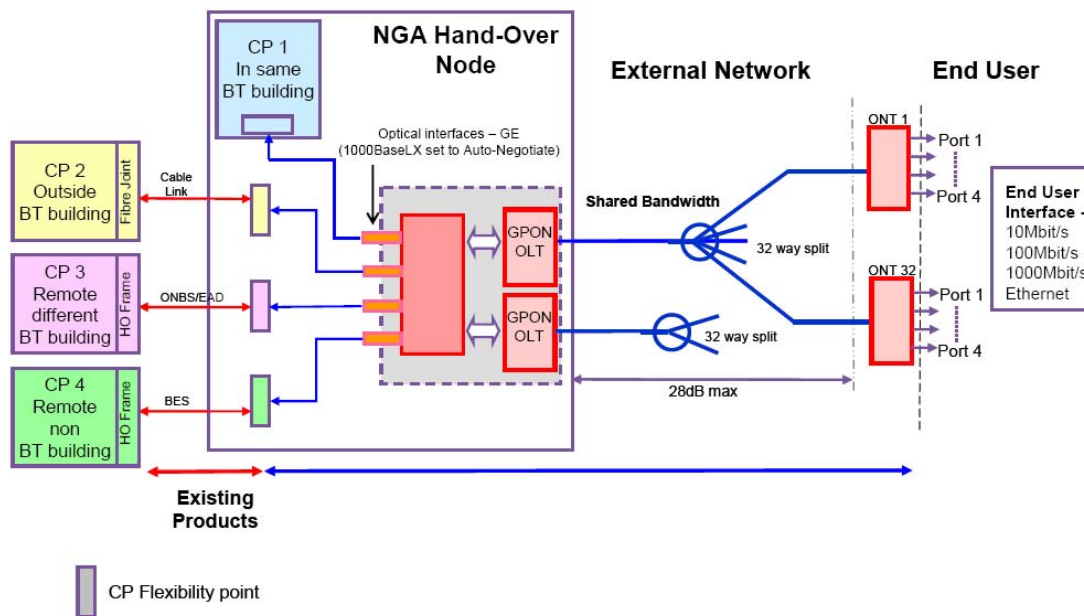 CP 1
In same
BT building
NGA Hand-Over
Node
External Network
End User
Optical interfaces – GE
(1000BaseLX set to Auto-Negotiate)
CP 2
Outside
BT building
Fibre Joint
Cable
Link
CP 3
Remote
different
BT building
HO Frame
ONBS/EAD
CP 4
Remote
non
BT building
HO Frame
BES
GPON
OLT
GPON
OLT
Shared Bandwidth
32 way split
32 way split
28dB max
ONT 1
Port 1
Port 4
ONT 32
Port 1
Port 4
End User
Interface -
10Mbit/s
100Mbit/s
1000Mbit/s
Ethernet
Existing
Products
CP Flexibility point